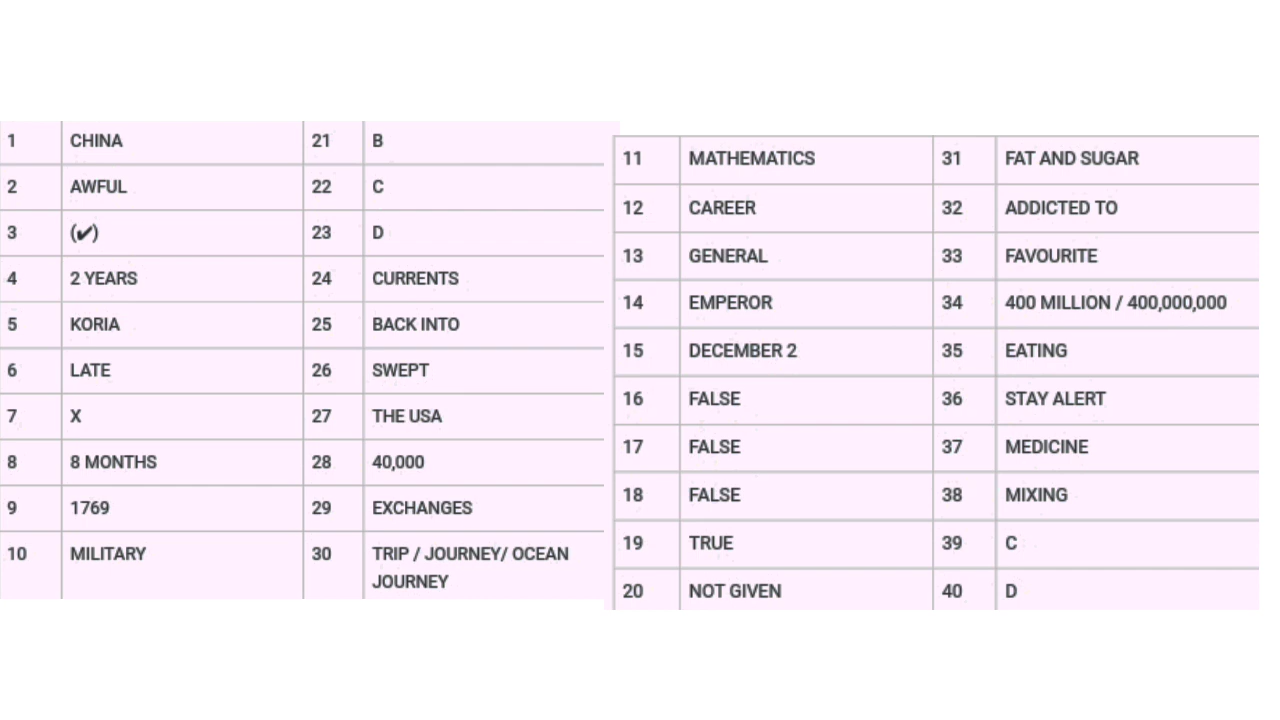 1 CHINA 21 B
2 AWFUL 22 C
3 (✔) 23 D
4 2 YEARS 24 CURRENTS
5 KORIA 25 BACK INTO
6 LATE 26 SWEPT
7 X 27 THE USA
8 8 MONTHS 28 40,000
9 1769 29 EXCHANGES
10 MILITARY 30 TRIP / JOURNEY/ OCEAN
JOURNEY
11 MATHEMATICS 31 FAT AND SUGAR
12 CAREER 32 ADDICTED TO
13 GENERAL 33 FAVOURITE
14 EMPEROR 34 400 MILLION / 400,000,000
15 DECEMBER 2 35 EATING
16 FALSE 36 STAY ALERT
17 FALSE 37 MEDICINE
18 FALSE 38 MIXING
19 TRUE 39 C
20 NOT GIVEN 40 D